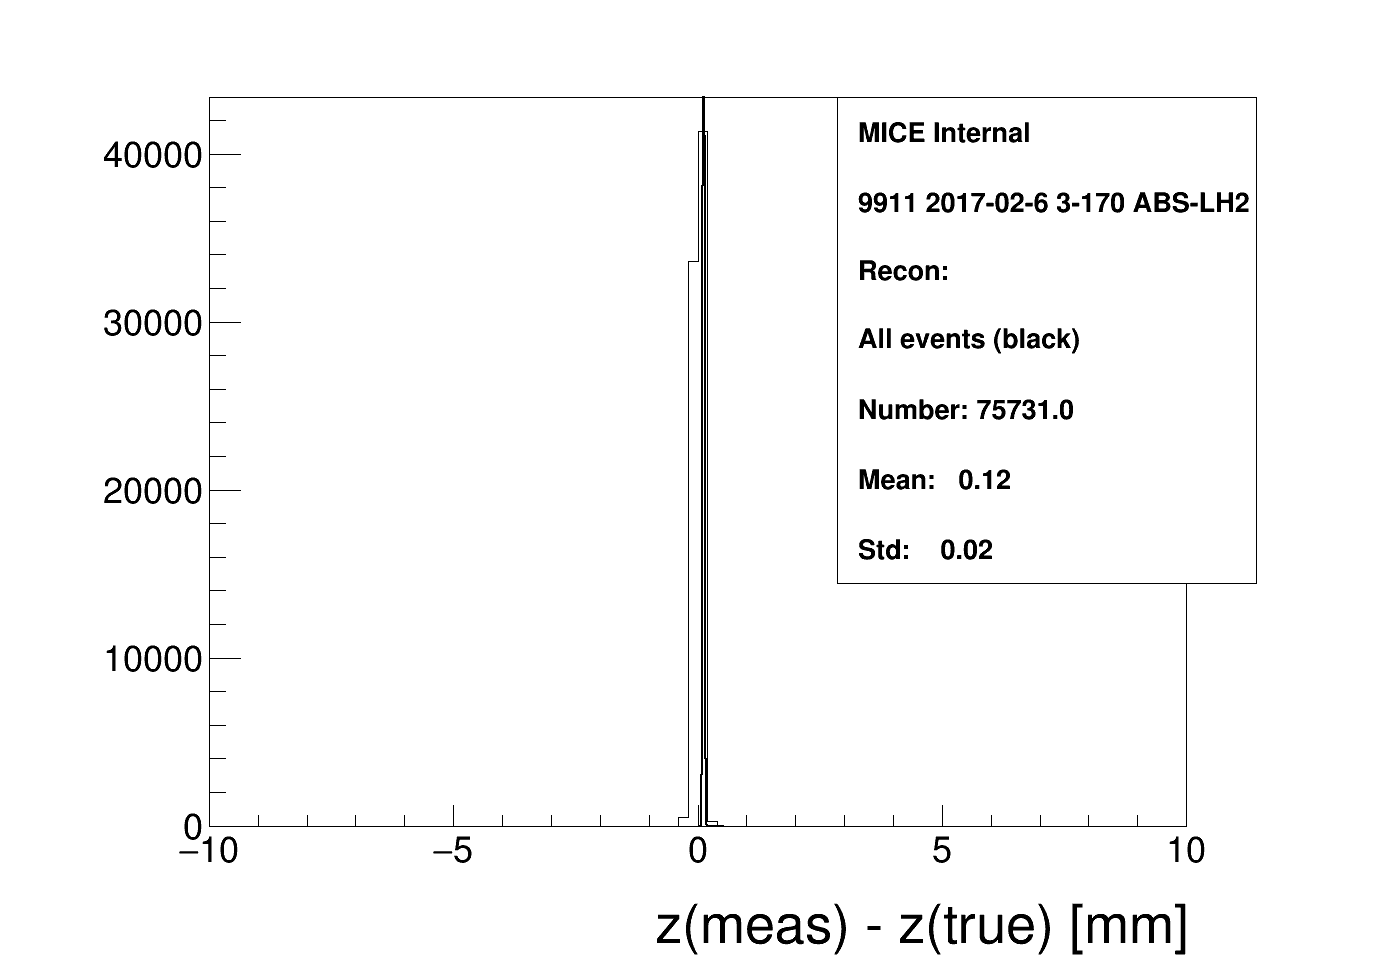 MICE Internal
9911 2017-02-6 3-170 ABS-LH2
Recon:
All events (black)
Number: 75731.0
Mean: 0.12
Std: 0.02
40000
30000
20000
10000
0
−10 −5 0 5 10
z(meas) - z(true) [mm]